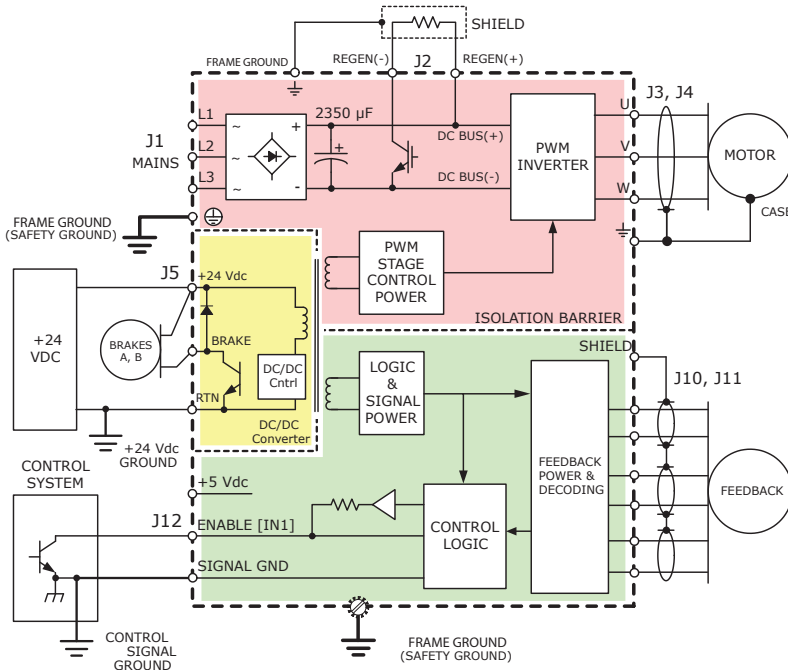 SHIELD
FRAME GROUND
REGEN(-)
J2
REGEN(+)
J1
MAINS
L1
L2
L3
~
~
~
+
-
2350 µF
+
DC BUS(+)
DC BUS(-)
PWM
INVERTER
U
V
W
J3, J4
MOTOR
CASE
FRAME GROUND
(SAFETY GROUND)
PWM
STAGE
CONTROL
POWER
ISOLATION BARRIER
J5
+24 Vdc
+24
VDC
BRAKES
A, B
BRAKE
RTN
DC/DC
Cntrl
DC/DC
Converter
+24 Vdc
GROUND
LOGIC
&
SIGNAL
POWER
SHIELD
J10, J11
FEEDBACK
POWER &
DECODING
FEEDBACK
CONTROL
SYSTEM
+5 Vdc
J12
ENABLE [IN1]
CONTROL
LOGIC
SIGNAL GND
CONTROL
SIGNAL
GROUND
FRAME GROUND
(SAFETY GROUND)